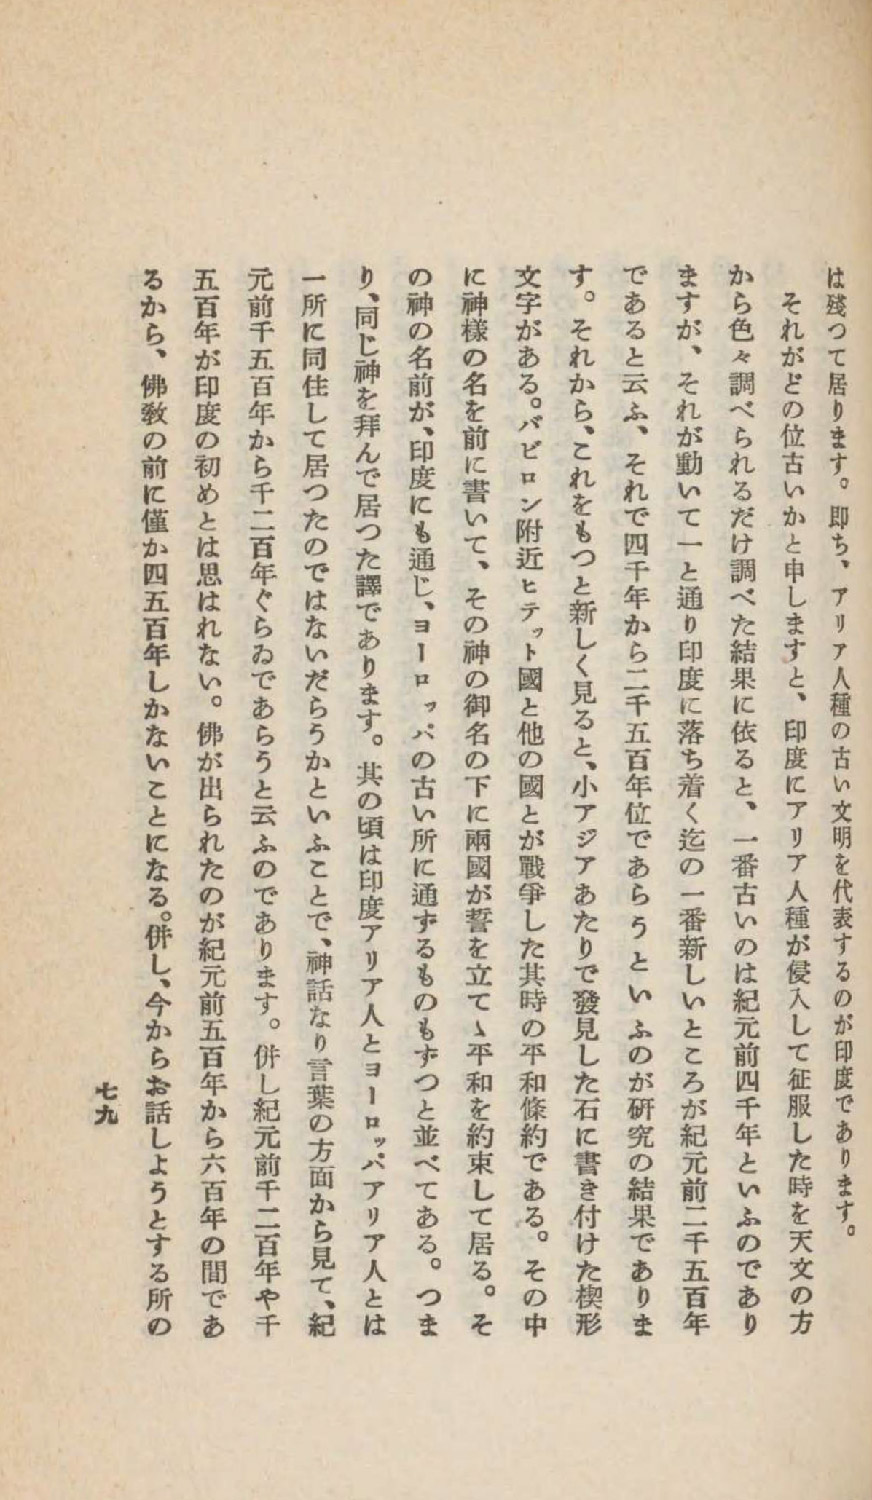 は殘つて居ります。卽ち、アリア人種の古い文明を代表するのが印度であります。
それがどの位古いかと申しますと、印度にアリア人種が侵入して征服した時を天文の方
から色々調べられるだけ調べた結果に依ると、一番古いのは紀元前四千年といふのであり
ますが、それが動いて一と通り印度に落ち着く迄の一番新しいところが紀元前二千五百年
であると云ふ、それで四千年から二千五百年位であらうといふのが硏究の結果でありま
す。それから、これをもつと新しく見ると、小アジアあたりで發見した石に書き付けた楔形
文字がある。バビロン附近ヒテット國と他の國とが戰爭した其時の平和條約である。その中
に神樣の名を前に書いて、その神の御名の下に兩國が誓を立てゝ平和を約束して居る。そ
の神の名前が、印度にも通じ、ヨーロッパの古い所に通ずるものもずつと並べてある。つま
り、同じ神を拜んで居つた譯であります。其の頃は印度アリア人とヨーロッパアリア人とは
一所に同住して居つたのではないだらうかといふことで、神話なり言葉の方面から見て、紀
元前千五百年から千二百年ぐらゐであらうと云ふのであります。併し紀元前千二百年や千
五百年が印度の初めとは思はれない。佛が出られたのが紀元前五百年から六百年の間であ
るから、佛敎の前に僅か四五百年しかないことになる。併し、今からお話しようとする所の
七九